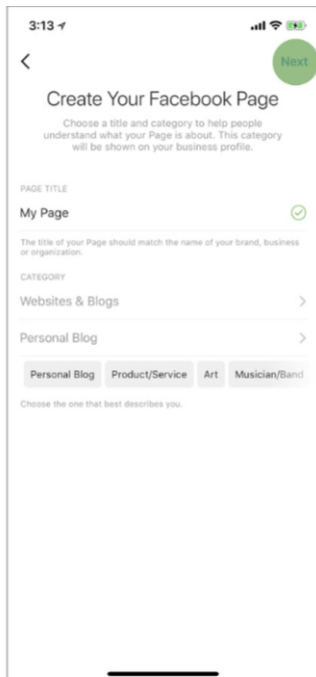 3:13
Next
Create Your Facebook Page
Choose a title and category to help people
understand what your Page is about. This category
will be shown on your business profile.
PAGE TITLE
My Page
The title of your Page should match the name of your brand, business
or organization.
CATEGORY
Websites & Blogs
Personal Blog
Personal Blog Product/Service Art Musician/Band
Choose the one that best describes you.